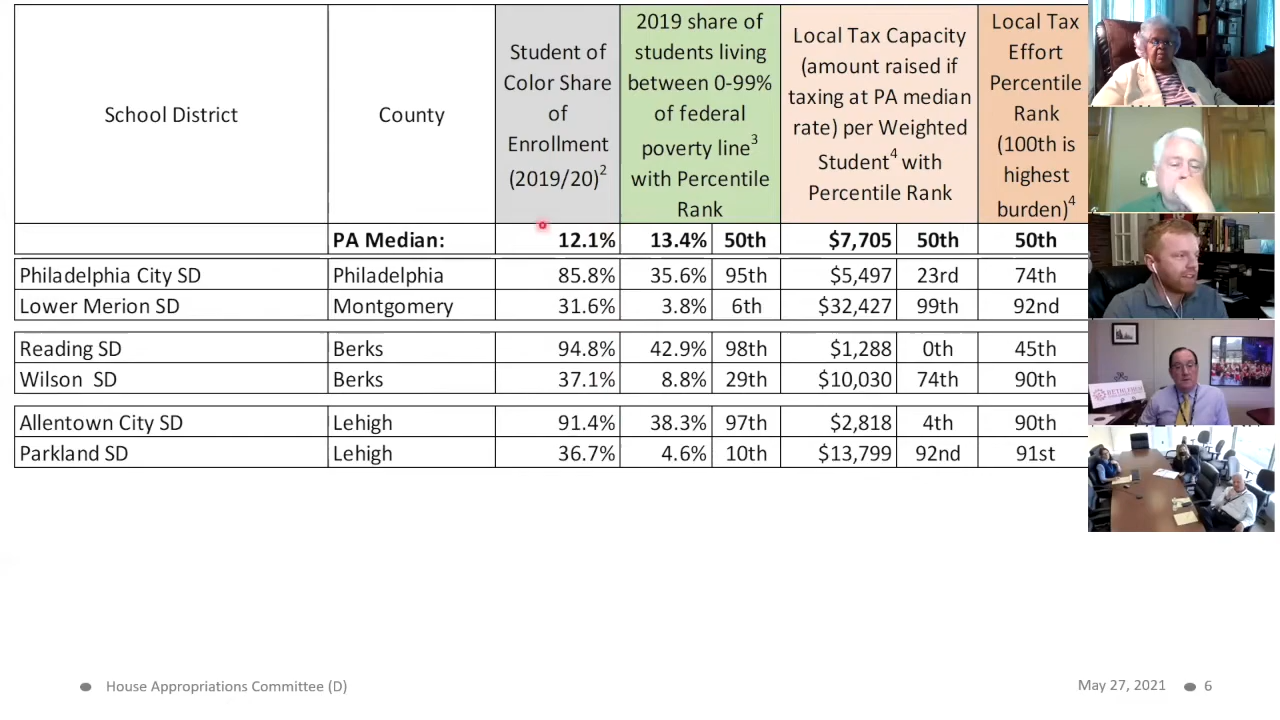 School District
County
Student of
Color Share
of
Enrollment
(2019/20)2
2019 share of
students living
between 0-99%
of federal
poverty line3
with Percentile
Rank
Local Tax Capacity
(amount raised if
taxing at PA median
rate) per Weighted
Student4 with
Percentile Rank
Local Tax
Effort
Percentile
Rank
(100th is
highest
burden)4
PA Median: 12.1% 13.4% 50th $7,705 50th 50th
Philadelphia City SD Philadelphia 85.8% 35.6% 95th $5,497 23rd 74th
Lower Merion SD Montgomery 31.6% 3.8% 6th $32,427 99th 92nd
Reading SD Berks 94.8% 42.9% 98th $1,288 0th 45th
Wilson SD Berks 37.1% 8.8% 29th $10,030 74th 90th
Allentown City SD Lehigh 91.4% 38.3% 97th $2,818 4th 90th
Parkland SD Lehigh 36.7% 4.6% 10th $13,799 92nd 91st
BETHLEHEM
House Appropriations Committee (D)
May 27, 2021 6